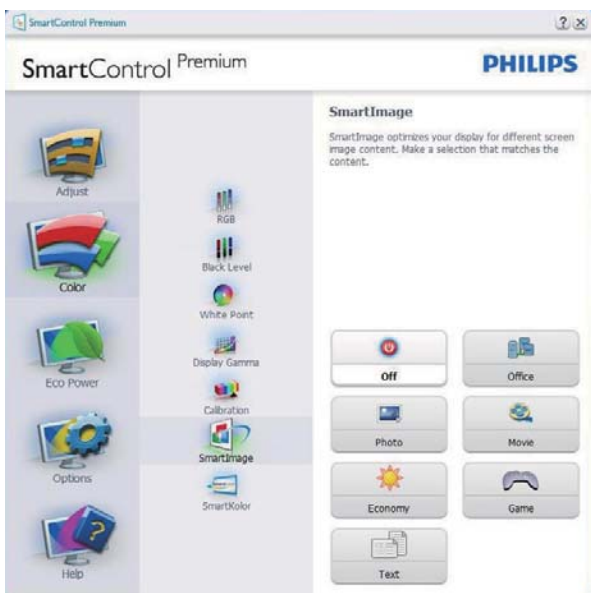 SmartControl Premium
SmartControl Premium
PHILIPS
Adjust
Color
Eco Power
Options
Help
RGB
Black Level
White Point
Display Gamma
Calibration
SmartImage
SmartKolor
SmartImage
SmartImage optimizes your display for different screen
image content. Make a selection that matches the
content.
Off
Office
Photo
Movie
Economy
Game
Text